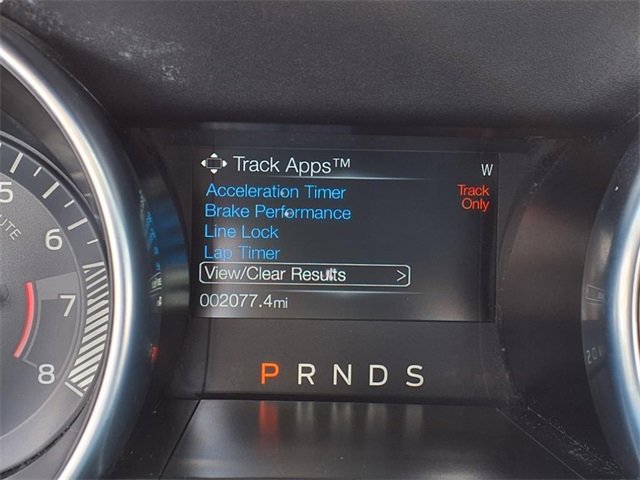 Track Apps™ W
Acceleration Timer
Track
Only
Brake Performance
Line Lock
Lap Timer
View/Clear Results >
002077.4mi
P R N D S
5
6
7
8